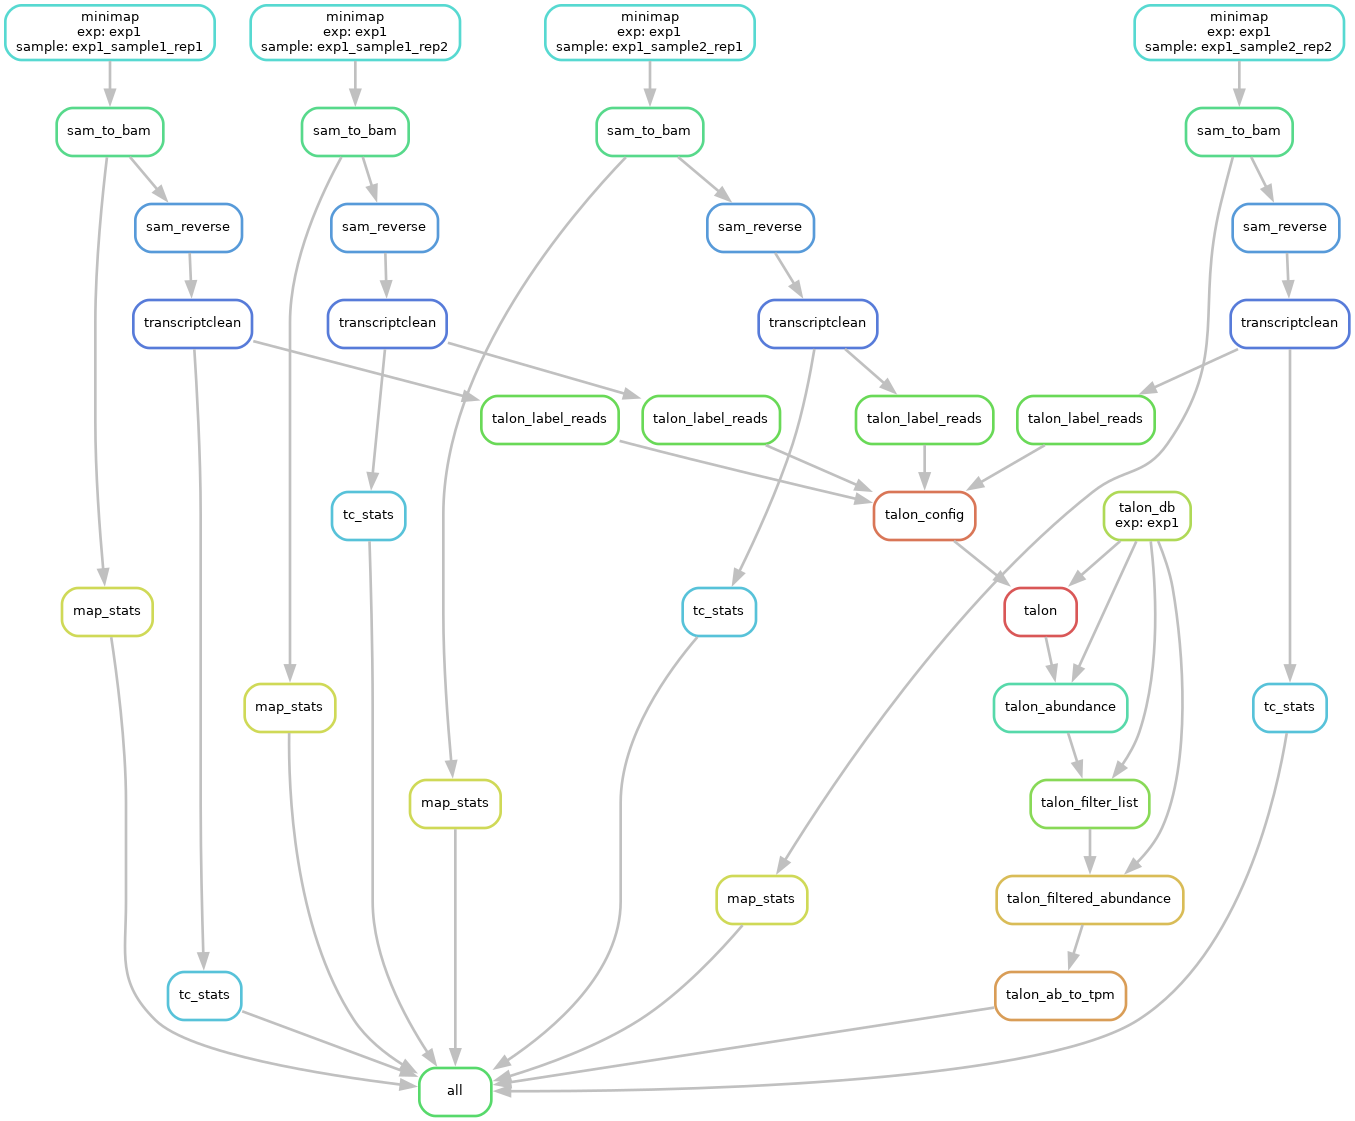 minimap
exp: exp1
sample: exp1_sample1_rep1
minimap
exp: exp1
sample: exp1_sample1_rep2
minimap
exp: exp1
sample: exp1_sample2_rep1
minimap
exp: exp1
sample: exp1_sample2_rep2
sam_to_bam
sam_to_bam
sam_to_bam
sam_to_bam
sam_reverse
sam_reverse
sam_reverse
sam_reverse
transcriptclean
transcriptclean
transcriptclean
transcriptclean
talon_label_reads
talon_label_reads
talon_label_reads
talon_label_reads
tc_stats
talon_config
talon_db
exp: exp1
map_stats
tc_stats
talon
map_stats
talon_abundance
tc_stats
map_stats
talon_filter_list
map_stats
talon_filtered_abundance
tc_stats
talon_ab_to_tpm
all